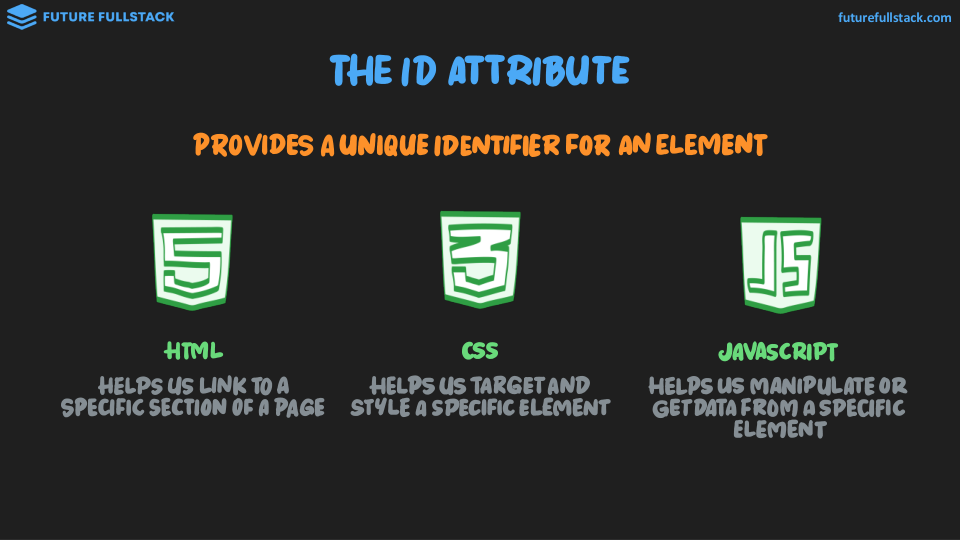 FUTURE FULLSTACK
futurefullstack.com
THE ID ATTRIBUTE
PROVIDES A UNIQUE IDENTIFIER FOR AN ELEMENT
5
3
JS
HTML
CSS
JAVASCRIPT
HELPS US LINK TO A
SPECIFIC SECTION OF A PAGE
HELPS US TARGET AND
STYLE A SPECIFIC ELEMENT
HELPS US MANIPULATE OR
GET DATA FROM A SPECIFIC
ELEMENT